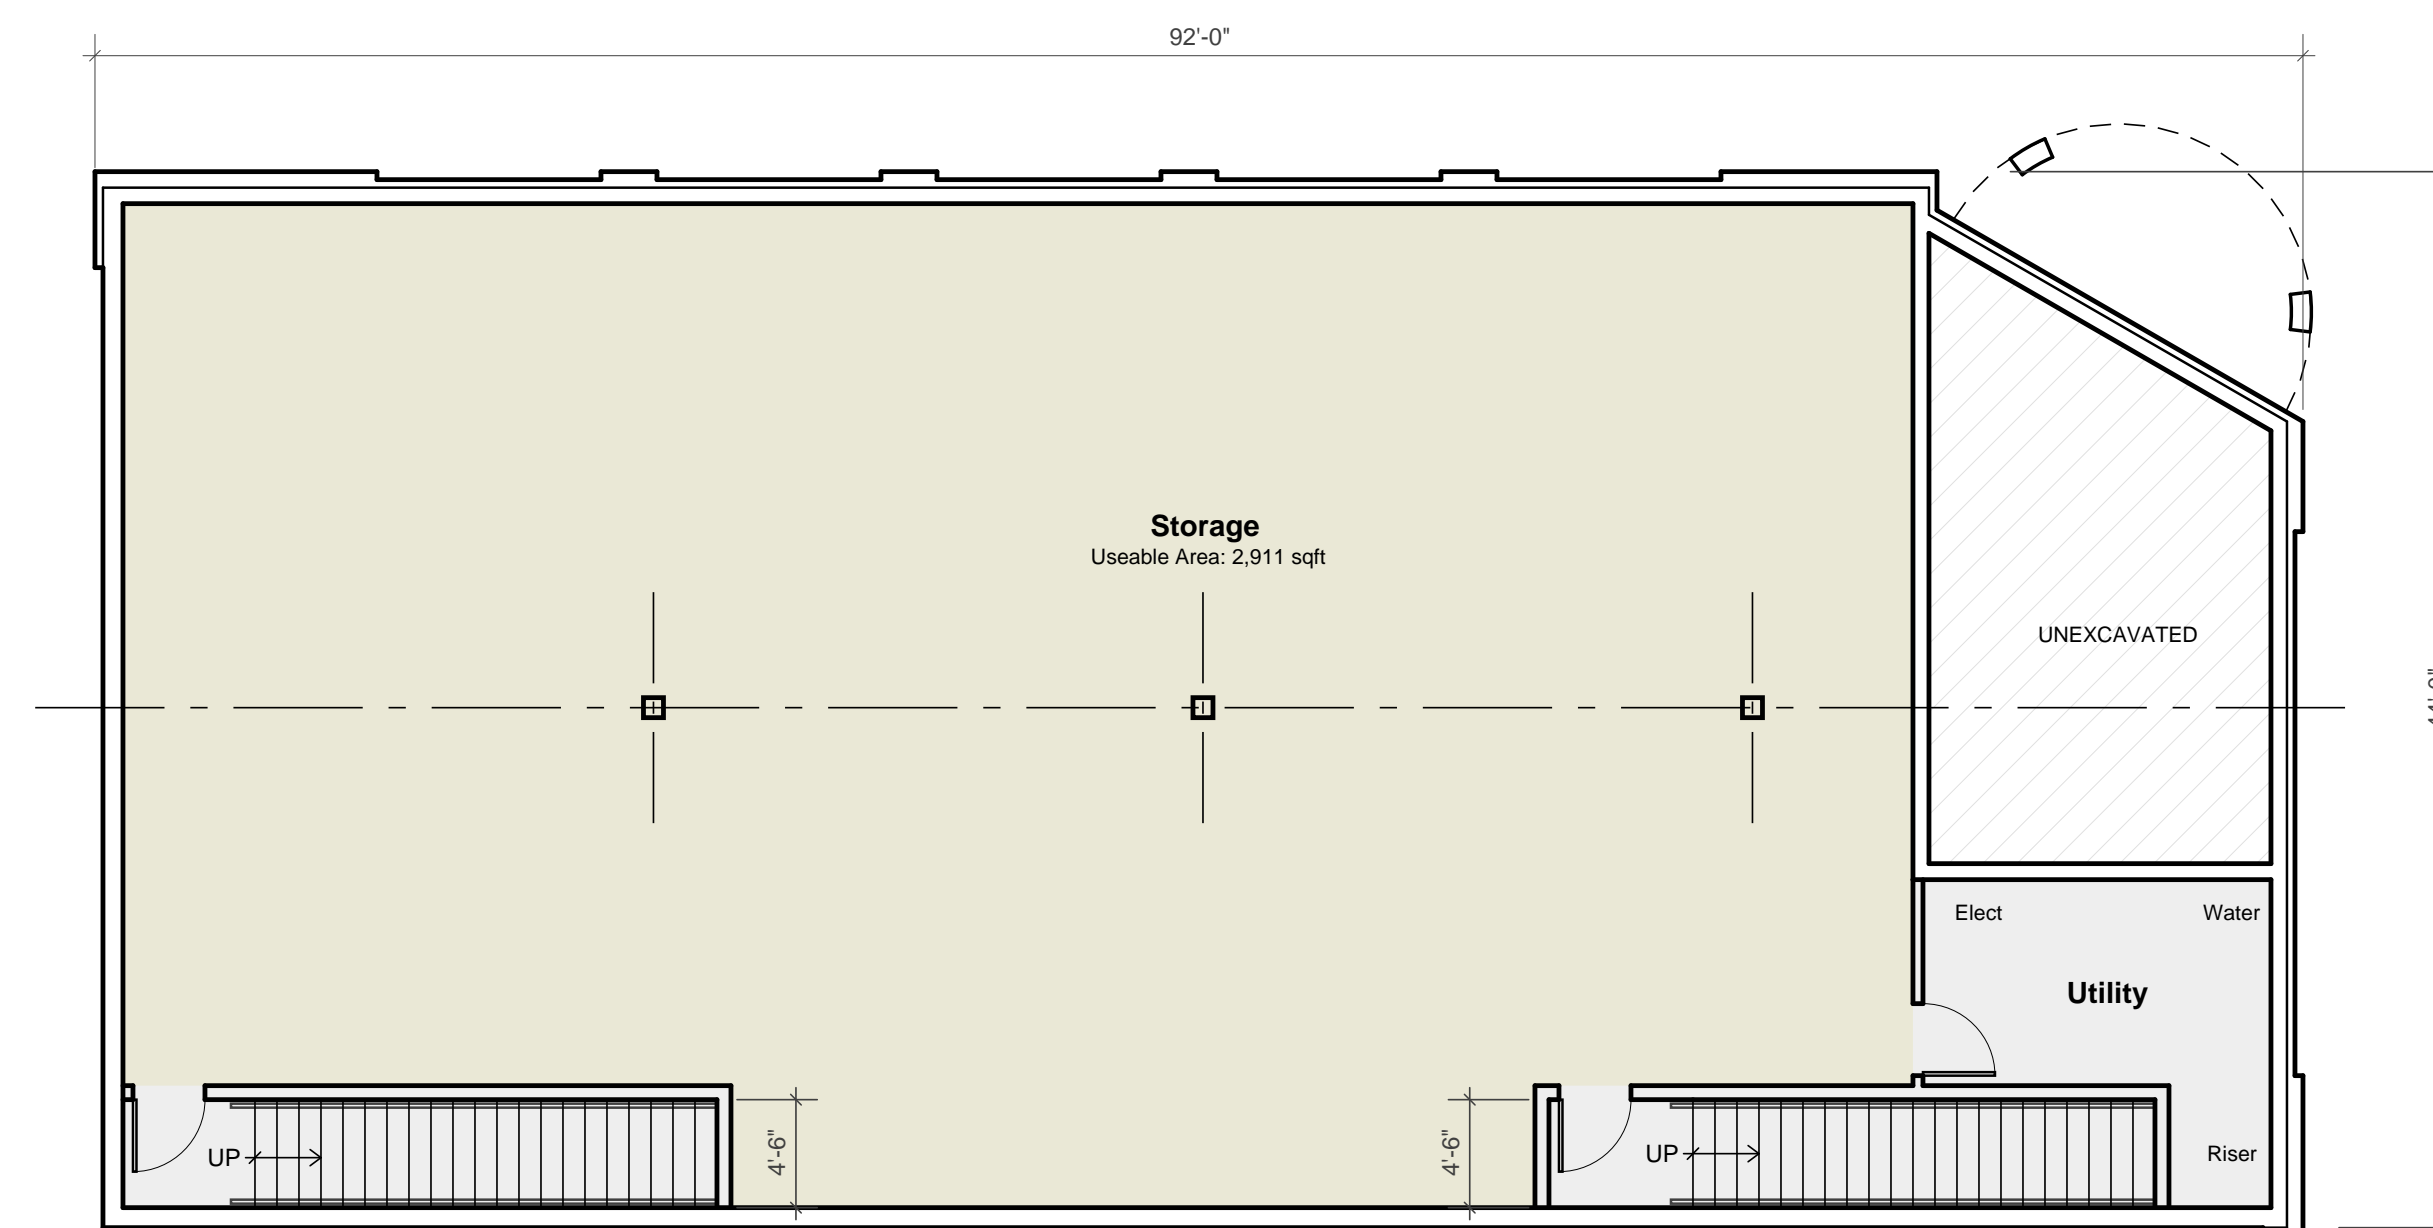 92'-0"
Storage
Useable Area: 2,911 sqft
UNEXCAVATED
Elect
Water
Utility
4'-6"
4'-6"
UP
UP
Riser